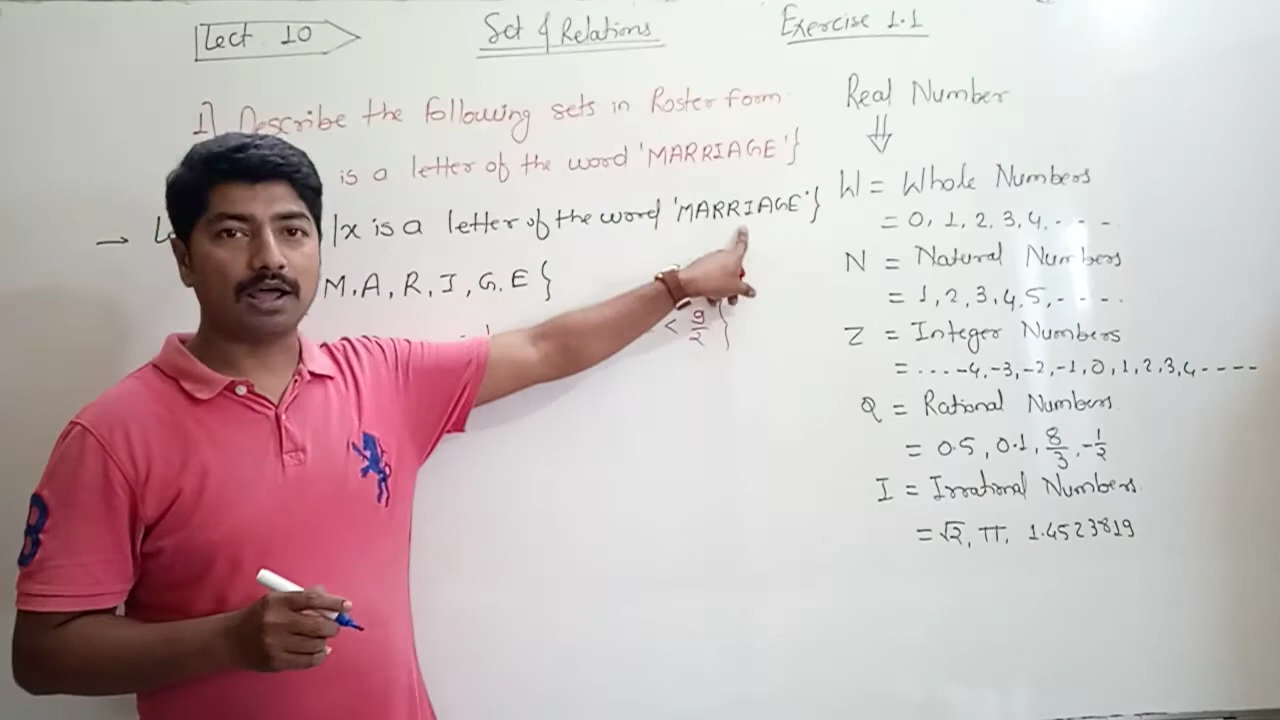 Lect 10
Set & Relations
Exercise 1.1
1) Describe the following sets in Roster form
is a letter of the word 'MARRIAGE'}
→ |x is a letter of the word 'MARRIAGE'}
M, A, R, I, G, E }
< 9/2 }
Real Number
⇓
W = Whole Numbers
= 0, 1, 2, 3, 4, - - - -
N = Natural Numbers
= 1, 2, 3, 4, 5, - - - -
Z = Integer Numbers
= ....-4, -3, -2, -1, 0, 1, 2, 3, 4 - - - -
Q = Rational Numbers
= 0.5, 0.1, 8/3, -1/2
I = Irrational Numbers
= √2, π, 1.4523819
8